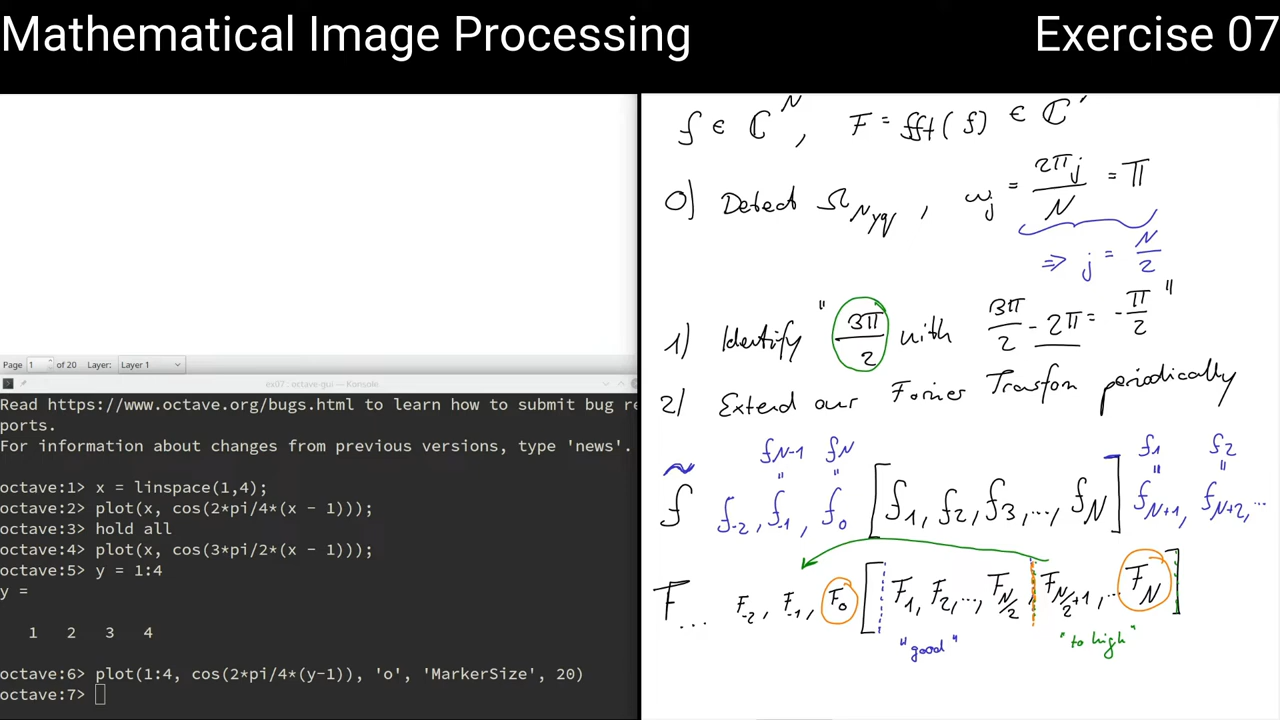 Mathematical Image Processing Exercise 07
Page 1 of 20 Layer: Layer 1
ex07 : octave-gui — Konsole
Read https://www.octave.org/bugs.html to learn how to submit bug re
ports.
For information about changes from previous versions, type 'news'.
octave:1> x = linspace(1,4);
octave:2> plot(x, cos(2*pi/4*(x - 1)));
octave:3> hold all
octave:4> plot(x, cos(3*pi/2*(x - 1)));
octave:5> y = 1:4
y =
1 2 3 4
octave:6> plot(1:4, cos(2*pi/4*(y-1)), 'o', 'MarkerSize', 20)
octave:7>
f ∈ ℂ^N, F = fft(f) ∈ ℂ
0) Detect Ω_Nyq, ω_j = 2πj/N = π
=> j = N/2
1) Identify "3π/2 with 3π/2 - 2π = -π/2"
2) Extend our Forier Transfom periodically
f_N-1 f_N f_1 f_2
" " " "
f̃ f_-2, f_-1, f_0 [f_1, f_2, f_3, ..., f_N] f_N+1, f_N+2, ...
F ... F_-2, F_-1, F_0 [F_1, F_2, ..., F_N/2, F_N/2+1, ... F_N]
"good" "to high"